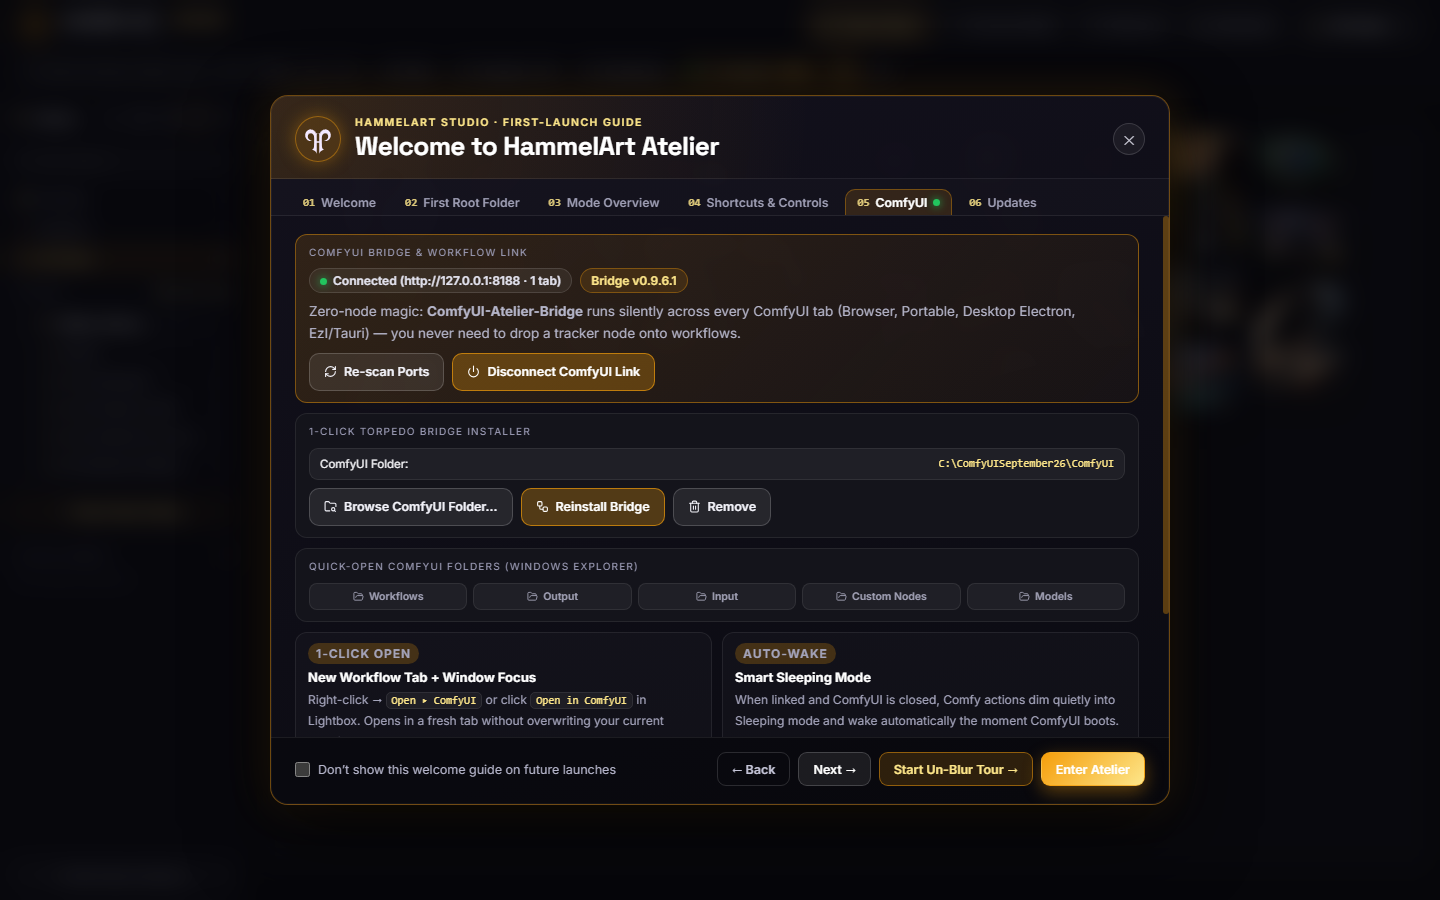 HAMMELART STUDIO · FIRST-LAUNCH GUIDE
Welcome to HammelArt Atelier
01 Welcome
02 First Root Folder
03 Mode Overview
04 Shortcuts & Controls
05 ComfyUI
06 Updates
COMFYUI BRIDGE & WORKFLOW LINK
Connected (http://127.0.0.1:8188 · 1 tab)
Bridge v0.9.6.1
Zero-node magic: ComfyUI-Atelier-Bridge runs silently across every ComfyUI tab (Browser, Portable, Desktop Electron,
EzI/Tauri) — you never need to drop a tracker node onto workflows.
Re-scan Ports
Disconnect ComfyUI Link
1-CLICK TORPEDO BRIDGE INSTALLER
ComfyUI Folder:
C:\ComfyUISeptember26\ComfyUI
Browse ComfyUI Folder...
Reinstall Bridge
Remove
QUICK-OPEN COMFYUI FOLDERS (WINDOWS EXPLORER)
Workflows
Output
Input
Custom Nodes
Models
1-CLICK OPEN
New Workflow Tab + Window Focus
Right-click → Open ▸ ComfyUI or click Open in ComfyUI in
Lightbox. Opens in a fresh tab without overwriting your current
AUTO-WAKE
Smart Sleeping Mode
When linked and ComfyUI is closed, Comfy actions dim quietly into
Sleeping mode and wake automatically the moment ComfyUI boots.
Don't show this welcome guide on future launches
← Back
Next →
Start Un-Blur Tour →
Enter Atelier